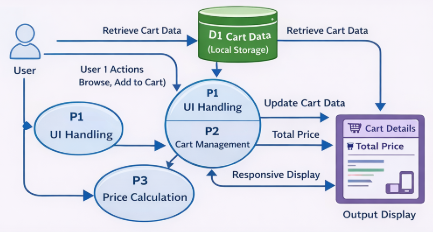 Retrieve Cart Data
D1 Cart Data
(Local Storage)
Retrieve Cart Data
User
User 1 Actions
Browse, Add to Cart)
P1
UI Handling
P2
Cart Management
Update Cart Data
Total Price
Responsive Display
P1
UI Handling
P3
Price Calculation
Cart Details
Total Price
Output Display